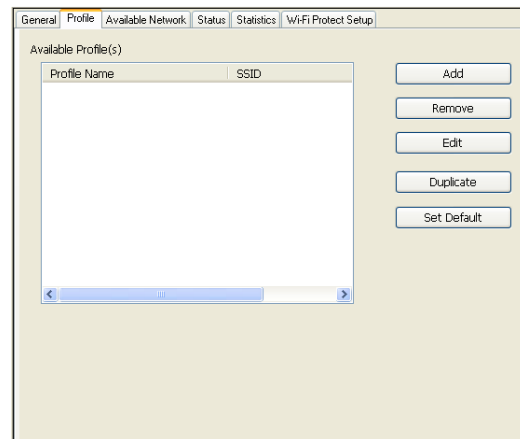 General Profile Available Network Status Statistics Wi-Fi Protect Setup
Available Profile(s)
Profile Name SSID
Add
Remove
Edit
Duplicate
Set Default